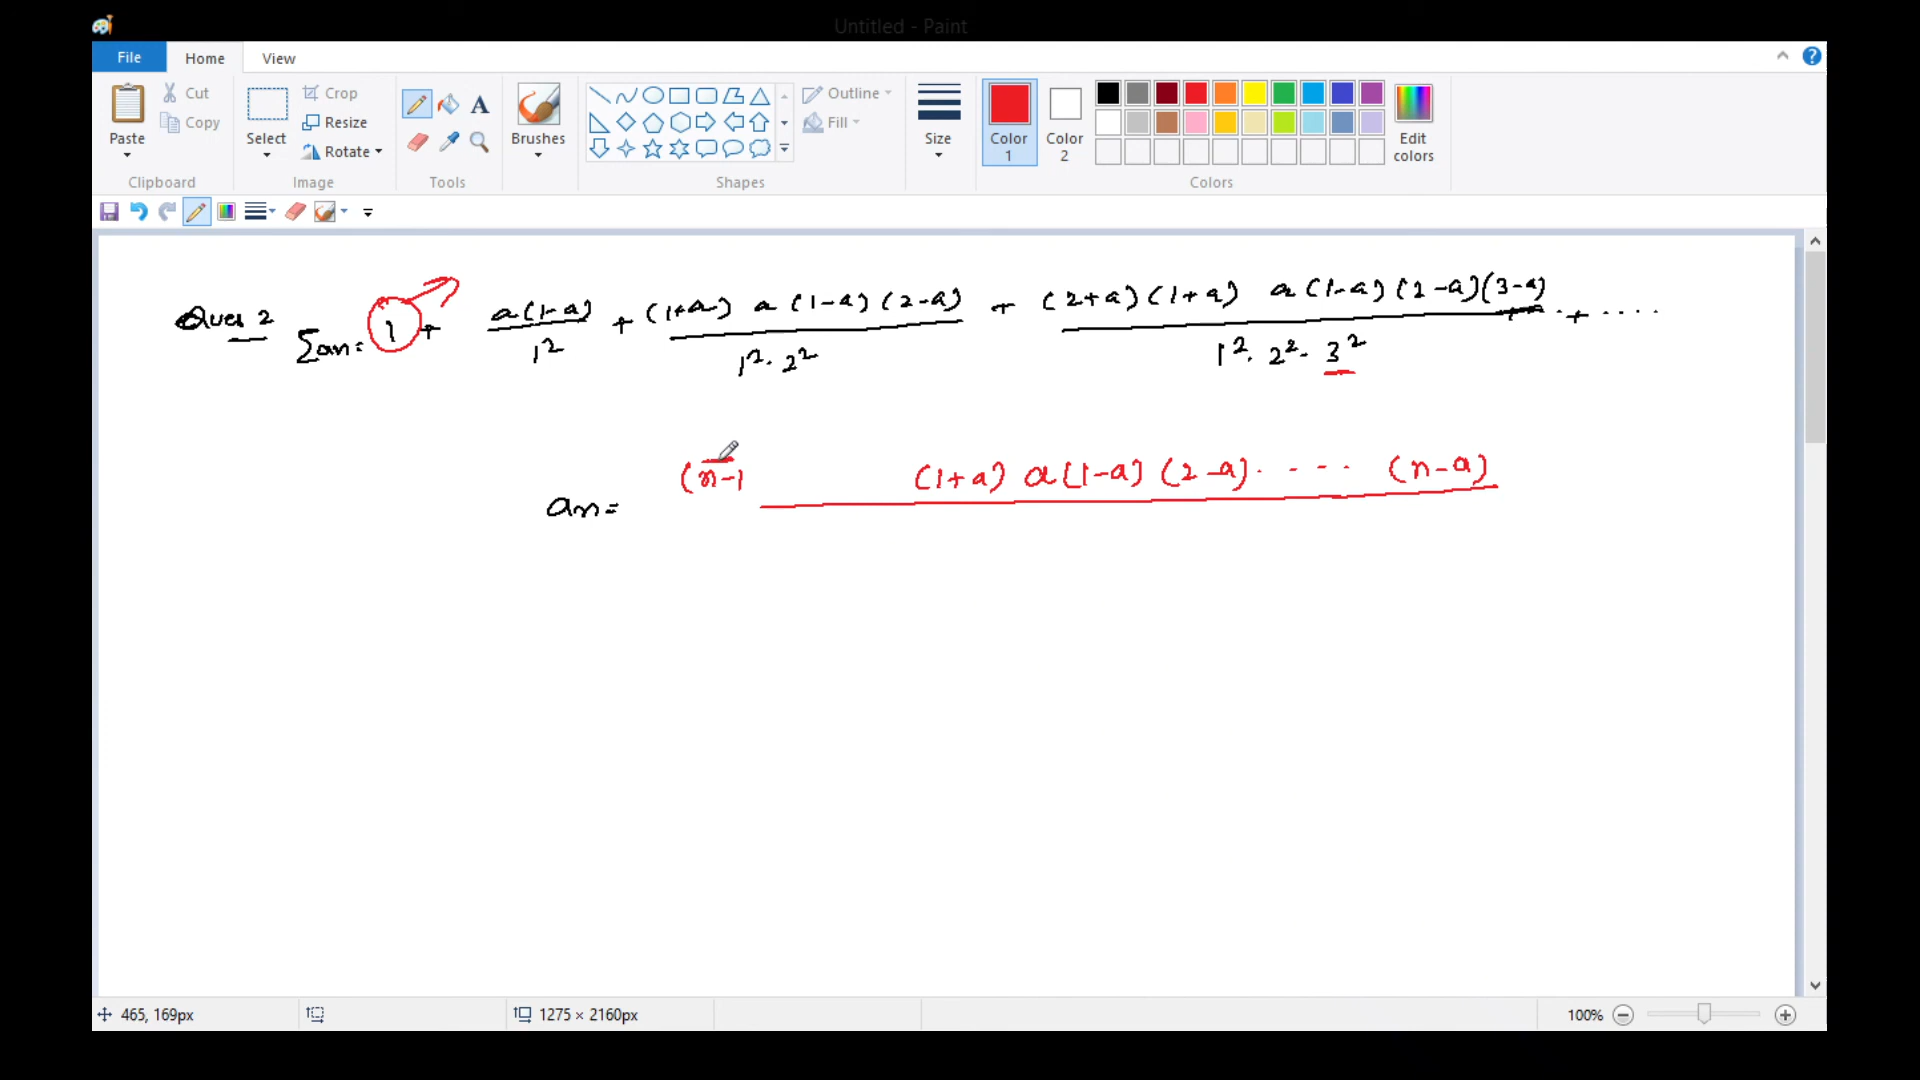 Untitled - Paint
File Home View
Paste Cut Copy Clipboard
Select Crop Resize Rotate Image
Tools
Brushes
Outline Fill Shapes
Size
Color 1 Color 2 Edit colors Colors
Ques 2 ∑an = 1 + a(1-a)/1² + (1+a) a (1-a) (2-a)/1². 2² + (2+a) (1+a) a (1-a) (2-a)(3-a)/1². 2². 3² + ....
an = (n-1 (1+a) a(1-a) (2-a). .... (n-a)
465, 169px 1275 × 2160px 100%